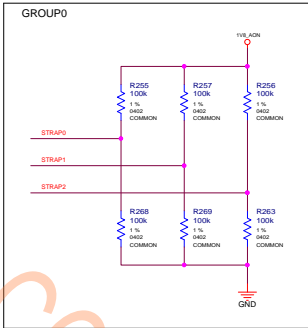 GROUP0
1V8_AON
R255
100k
1 %
0402
COMMON
R257
100k
1 %
0402
COMMON
R256
100k
1 %
0402
COMMON
STRAP0
STRAP1
STRAP2
R268
100k
1 %
0402
COMMON
R269
100k
1 %
0402
COMMON
R263
100k
1 %
0402
COMMON
GND